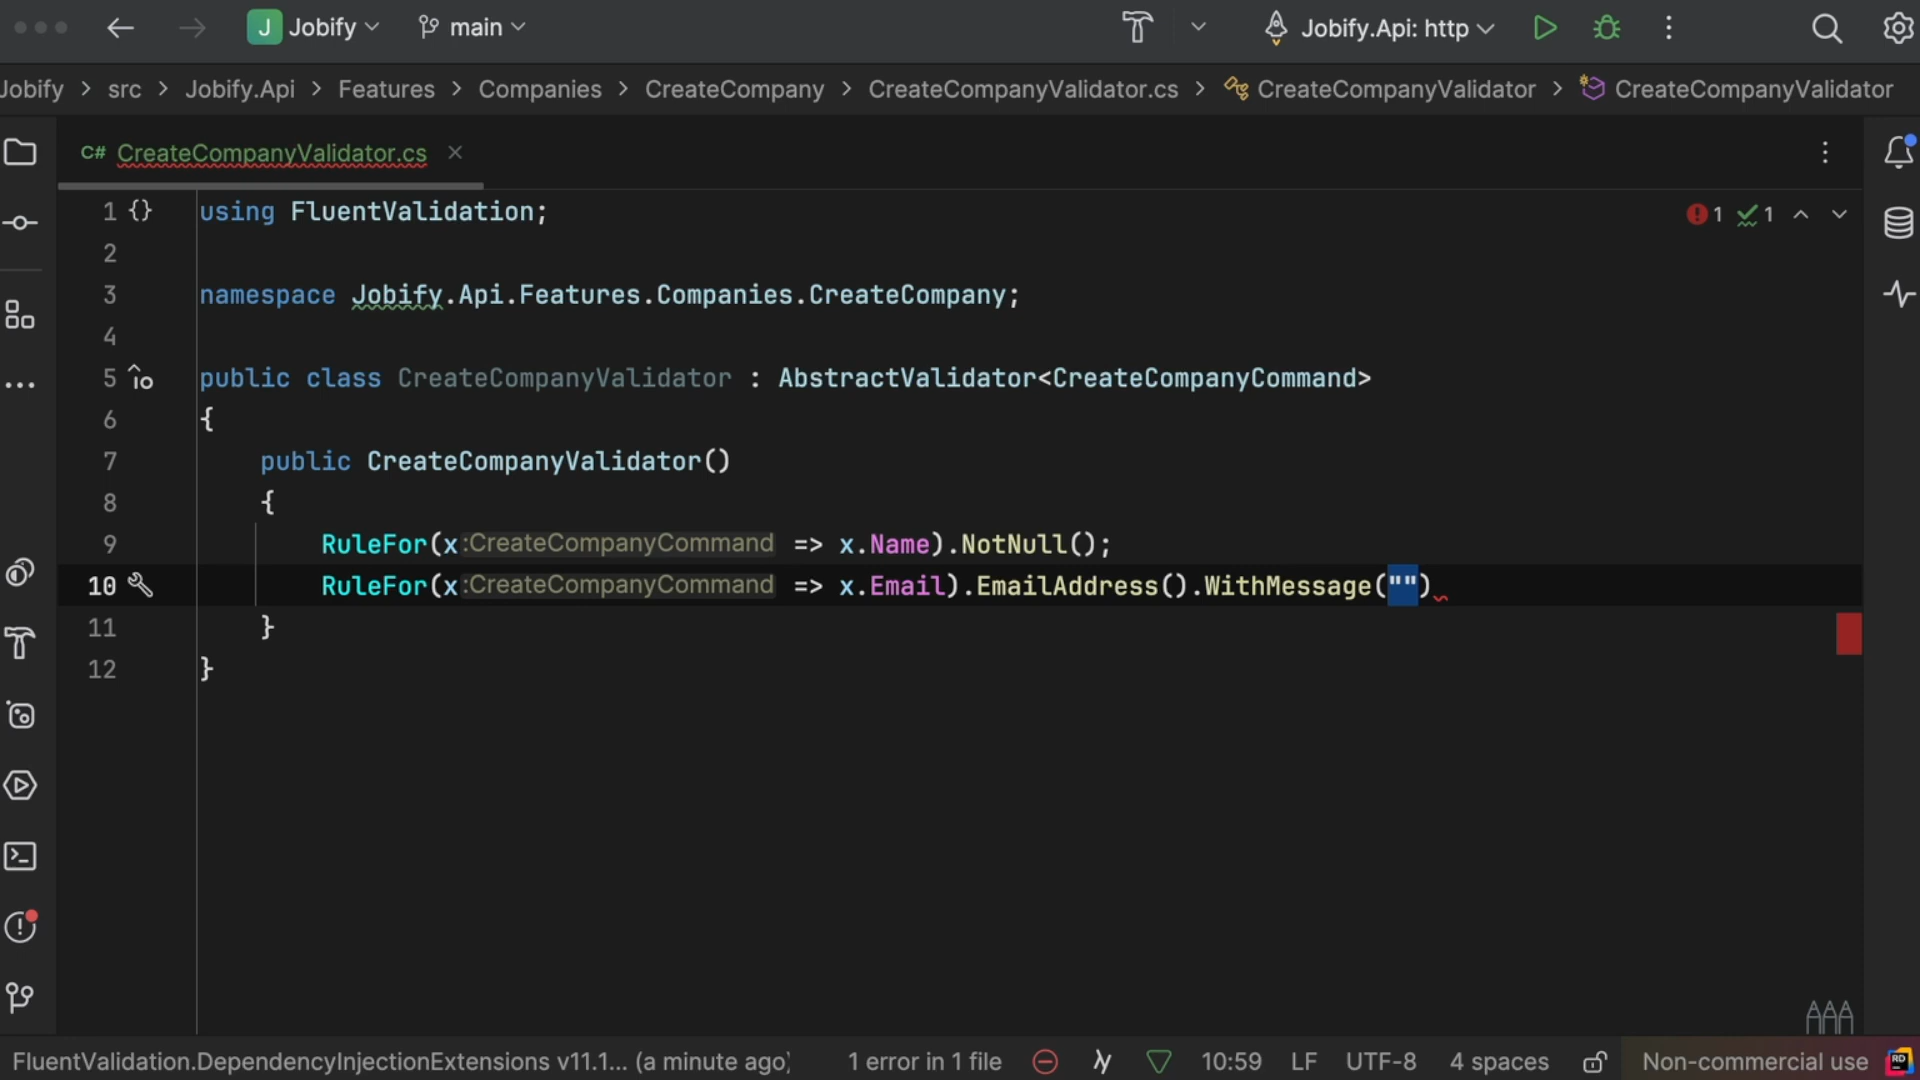 J Jobify main Jobify.Api: http
Jobify > src > Jobify.Api > Features > Companies > CreateCompany > CreateCompanyValidator.cs > CreateCompanyValidator > CreateCompanyValidator
C# CreateCompanyValidator.cs
1 {} using FluentValidation;
1 1
2
3 namespace Jobify.Api.Features.Companies.CreateCompany;
4
5 public class CreateCompanyValidator : AbstractValidator<CreateCompanyCommand>
6 {
7 public CreateCompanyValidator()
8 {
9 RuleFor(x :CreateCompanyCommand => x.Name).NotNull();
10 RuleFor(x :CreateCompanyCommand => x.Email).EmailAddress().WithMessage("")
11 }
12 }
FluentValidation.DependencyInjectionExtensions v11.1... (a minute ago) 1 error in 1 file 10:59 LF UTF-8 4 spaces Non-commercial use RD